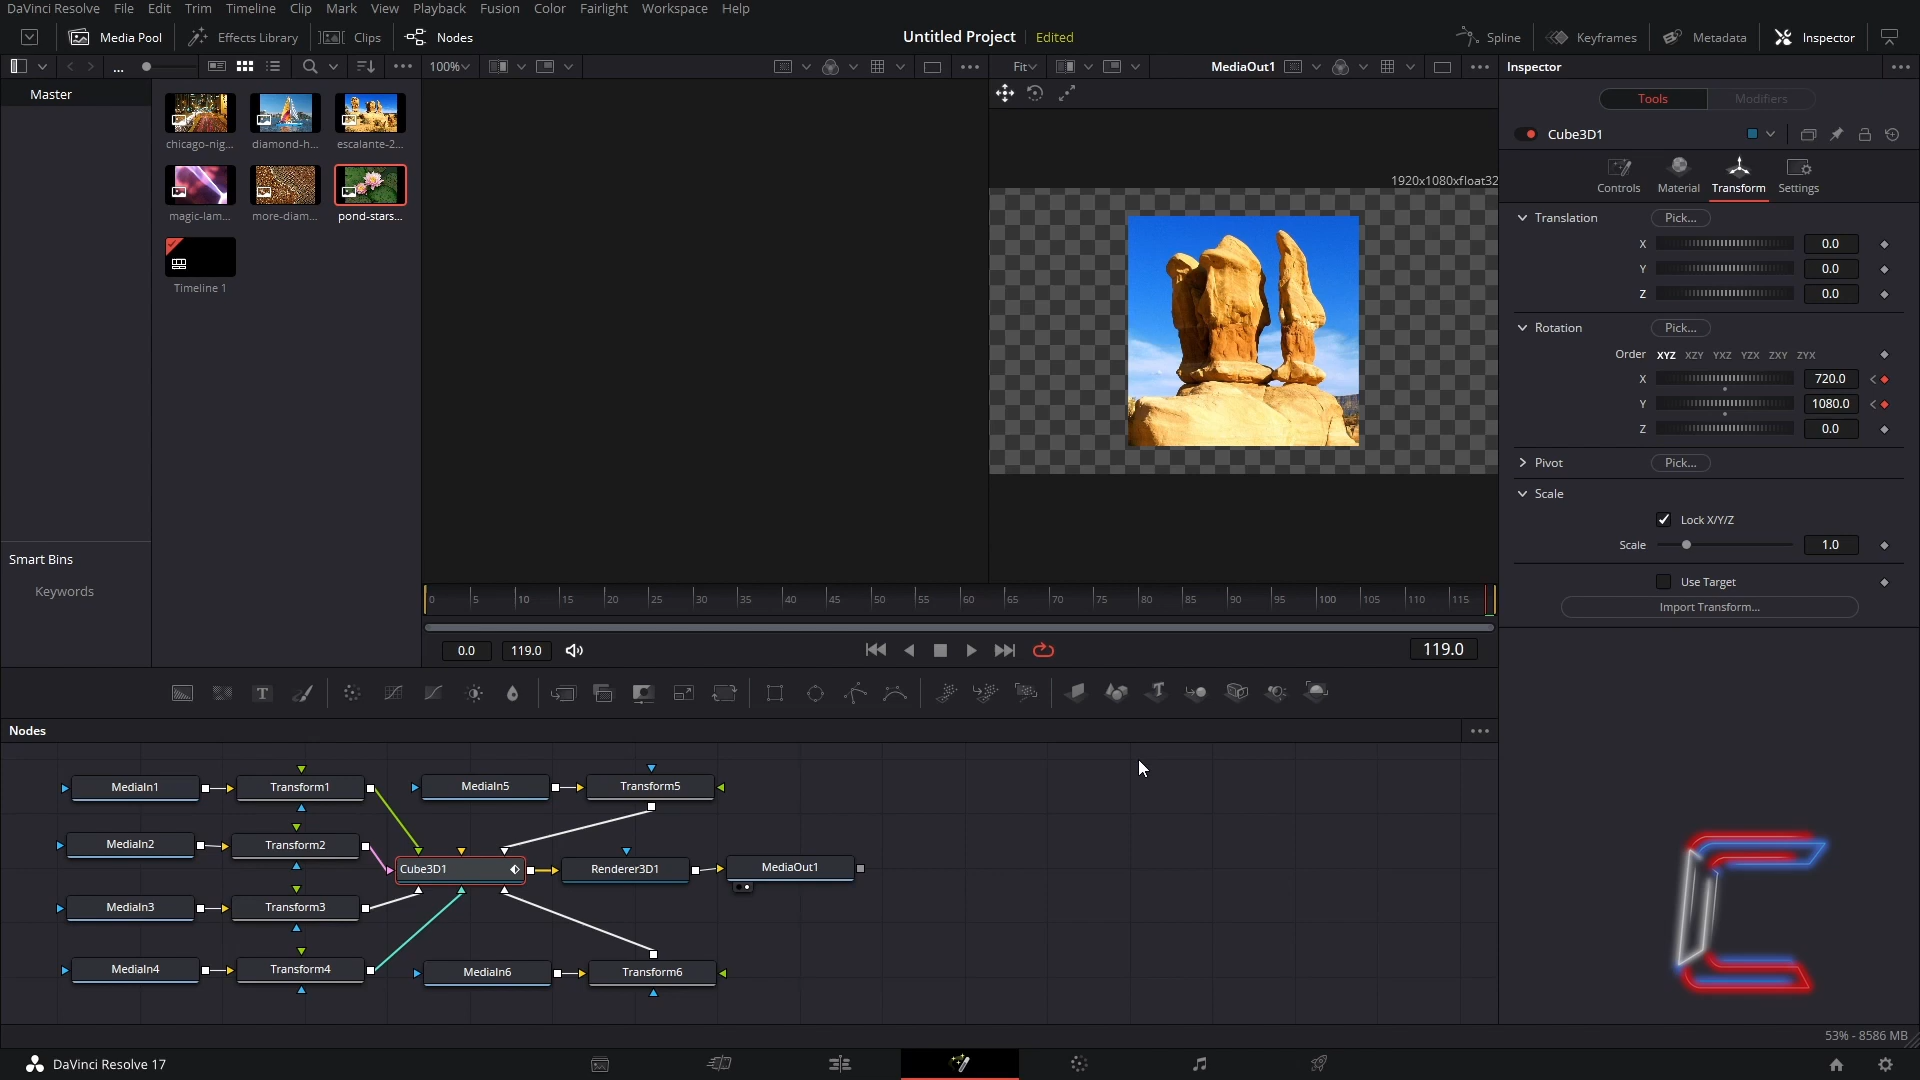 DaVinci Resolve File Edit Trim Timeline Clip Mark View Playback Fusion Color Fairlight Workspace Help
Media Pool Effects Library Clips Nodes Untitled Project Edited Spline Keyframes Metadata Inspector
... 100% Fit MediaOut1 Inspector
Master
chicago-nig... diamond-h... escalante-2...
magic-lam... more-diam... pond-stars...
Timeline 1
Smart Bins
Keywords
1920x1080xfloat32
Tools Modifiers
Cube3D1
Controls Material Transform Settings
Translation Pick...
X 0.0
Y 0.0
Z 0.0
Rotation Pick...
Order XYZ XZY YXZ YZX ZXY ZYX
X 720.0
Y 1080.0
Z 0.0
Pivot Pick...
Scale
Lock X/Y/Z
Scale 1.0
Use Target
Import Transform...
0 5 10 15 20 25 30 35 40 45 50 55 60 65 70 75 80 85 90 95 100 105 110 115
0.0 119.0 119.0
T T
Nodes
MediaIn1 Transform1 MediaIn5 Transform5
MediaIn2 Transform2
Cube3D1 Renderer3D1 MediaOut1
MediaIn3 Transform3
MediaIn4 Transform4 MediaIn6 Transform6
C
53% - 8586 MB
DaVinci Resolve 17